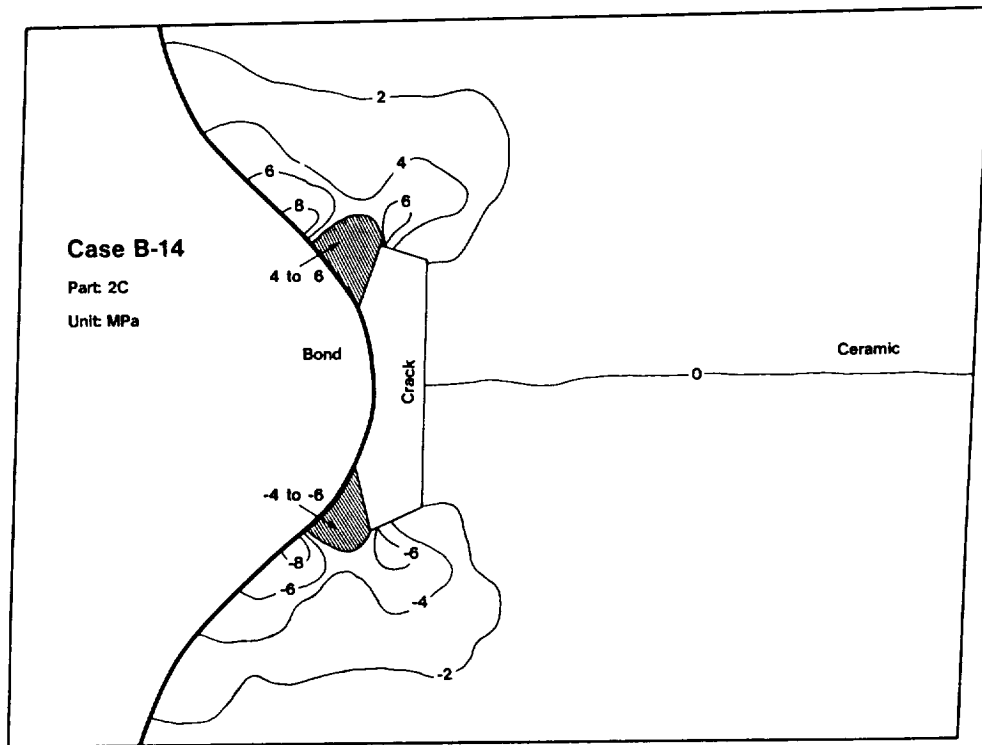 2
4
6
6
8
Case B-14
4 to 6
Part: 2C
Unit: MPa
Bond
Crack
Ceramic
0
-4 to -6
-8
-6
-6
-4
-2